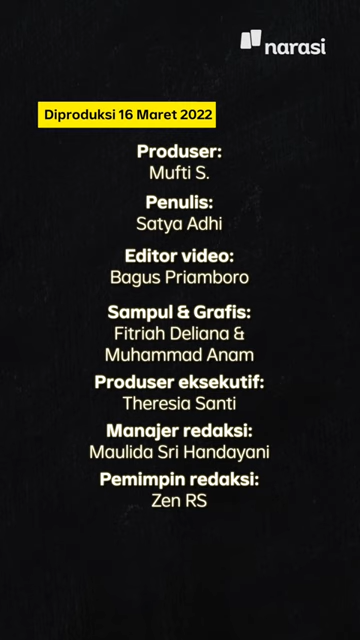 narasi
Diproduksi 16 Maret 2022
Produser:
Mufti S.
Penulis:
Satya Adhi
Editor video:
Bagus Priamboro
Sampul & Grafis:
Fitriah Deliana &
Muhammad Anam
Produser eksekutif:
Theresia Santi
Manajer redaksi:
Maulida Sri Handayani
Pemimpin redaksi:
Zen RS